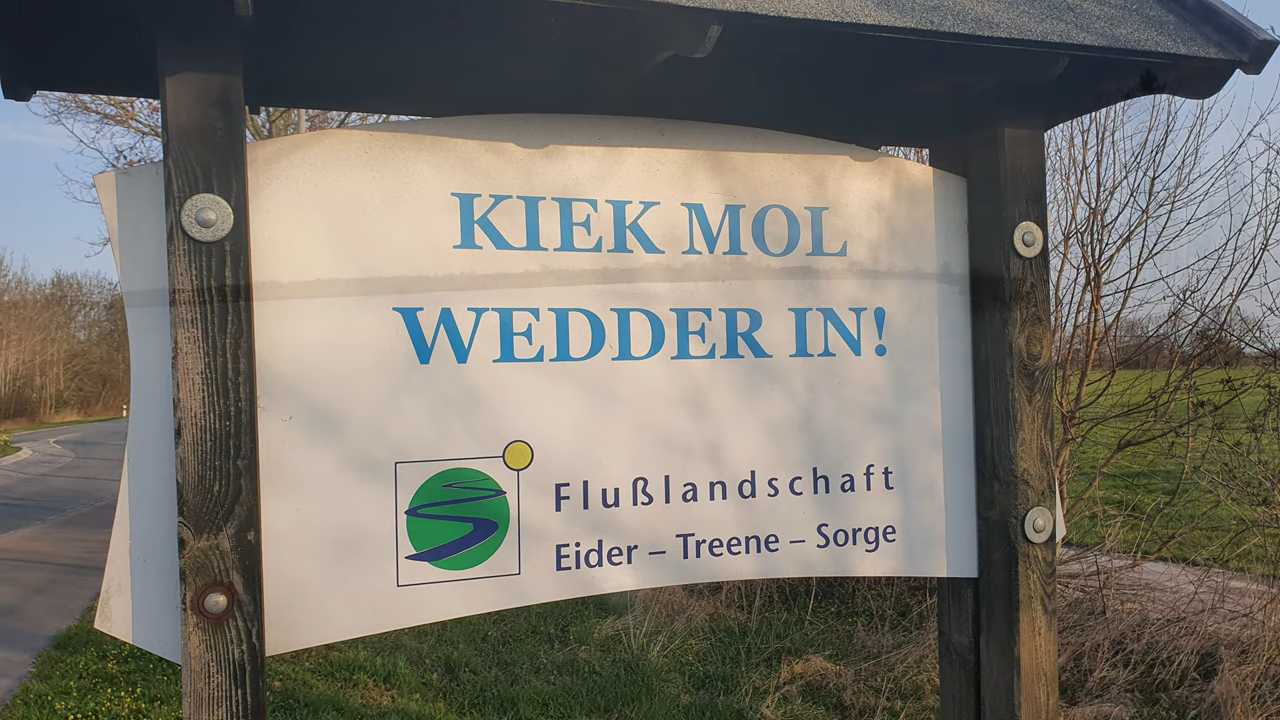 KIEK MOL
WEDDER IN!
Flußlandschaft
Eider – Treene – Sorge